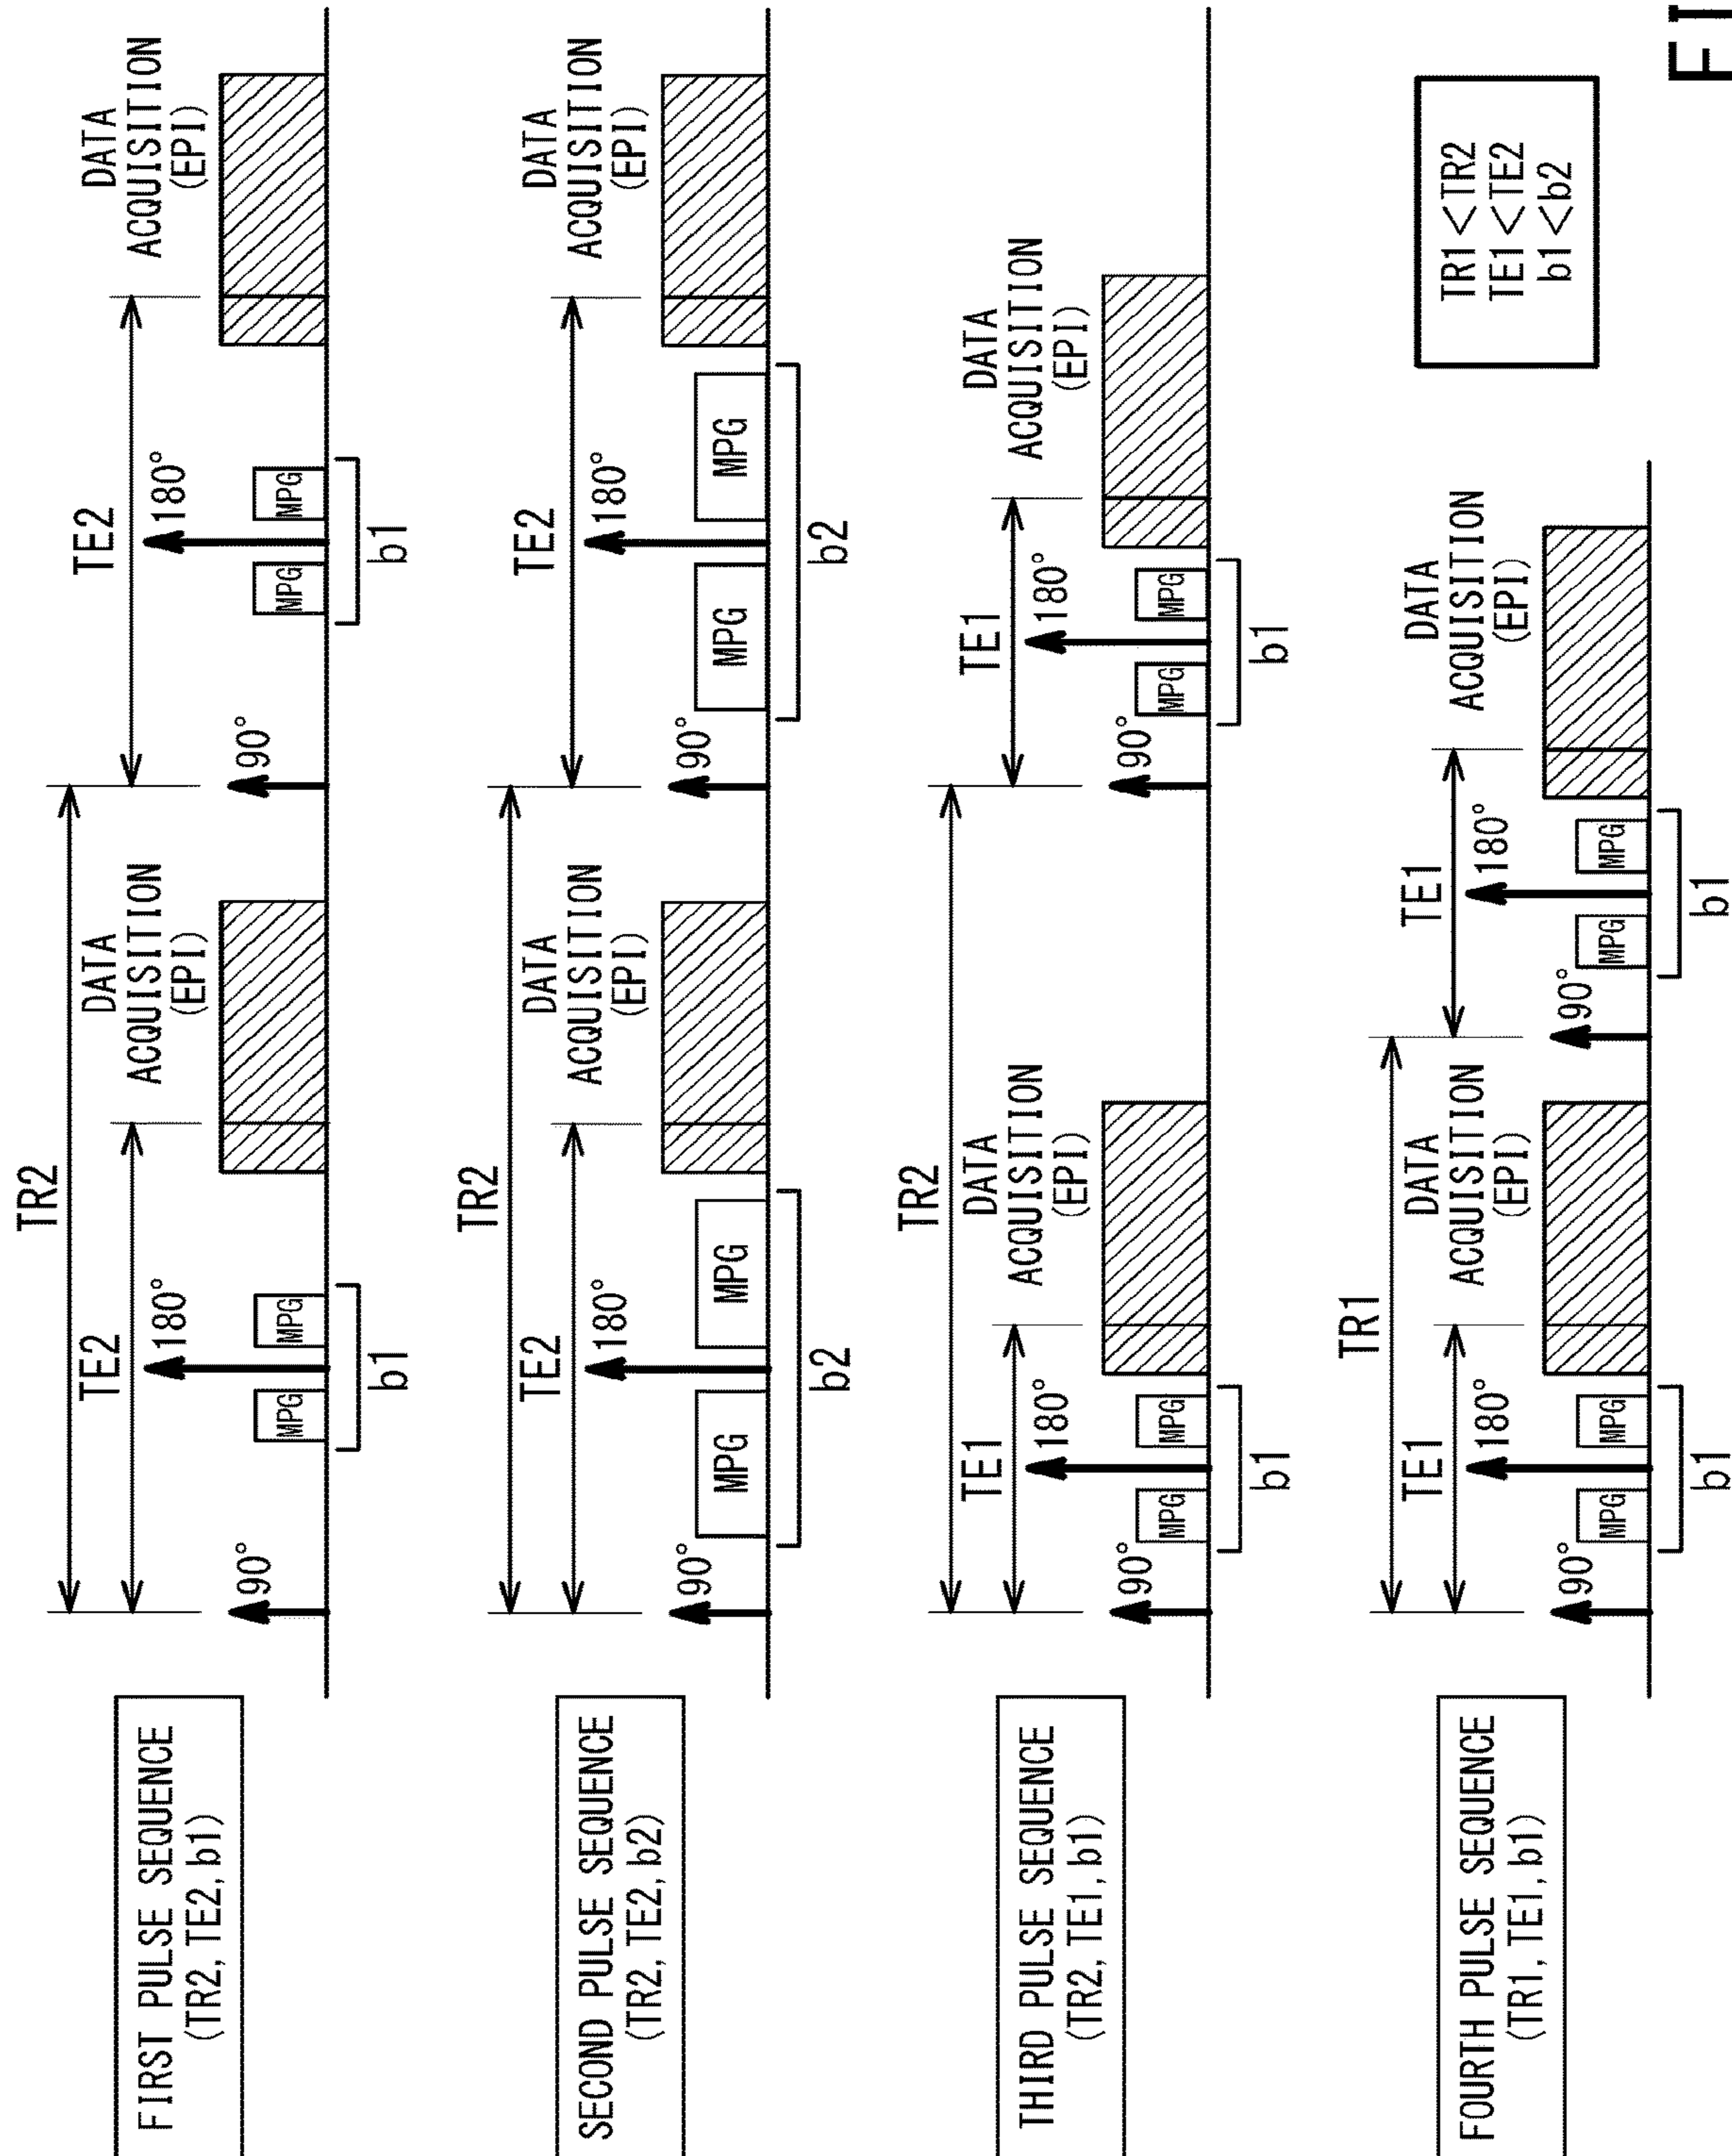 FIRST PULSE SEQUENCE
(TR2, TE2, b1)
TR2
TE2
90°
180°
MPG
MPG
b1
DATA
ACQUISITION
(EPI)
TE2
90°
180°
MPG
MPG
b1
DATA
ACQUISITION
(EPI)
SECOND PULSE SEQUENCE
(TR2, TE2, b2)
TR2
TE2
90°
180°
MPG
MPG
b2
DATA
ACQUISITION
(EPI)
TE2
90°
180°
MPG
MPG
b2
DATA
ACQUISITION
(EPI)
THIRD PULSE SEQUENCE
(TR2, TE1, b1)
TR2
TE1
90°
180°
MPG
MPG
b1
DATA
ACQUISITION
(EPI)
TE1
90°
180°
MPG
MPG
b1
DATA
ACQUISITION
(EPI)
FOURTH PULSE SEQUENCE
(TR1, TE1, b1)
TR1
TE1
90°
180°
MPG
MPG
b1
DATA
ACQUISITION
(EPI)
TE1
90°
180°
MPG
MPG
b1
DATA
ACQUISITION
(EPI)
TR1<TR2
TE1<TE2
b1<b2